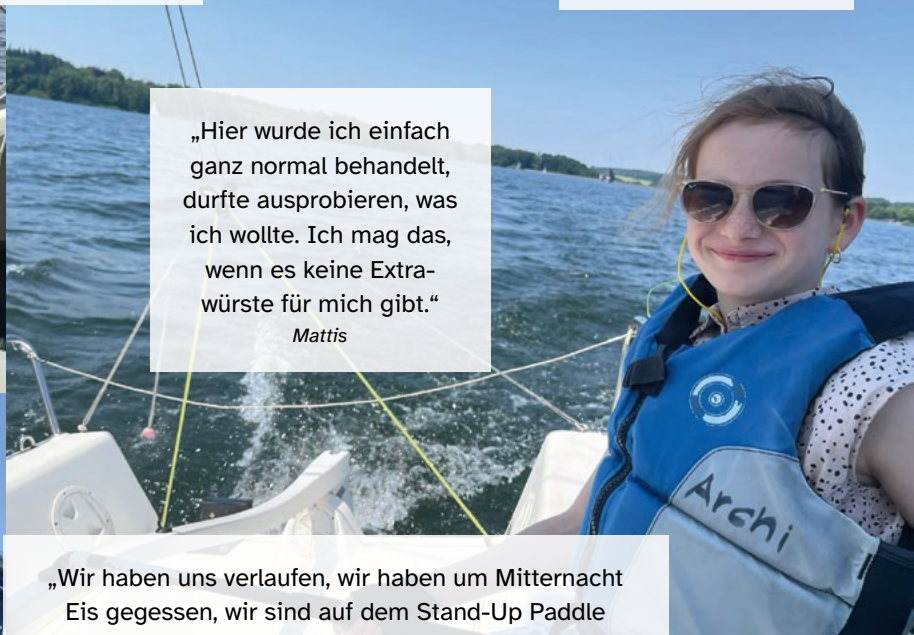 „Hier wurde ich einfach
ganz normal behandelt,
durfte ausprobieren, was
ich wollte. Ich mag das,
wenn es keine Extra-
würste für mich gibt.“
Mattis
Archi
„Wir haben uns verlaufen, wir haben um Mitternacht
Eis gegessen, wir sind auf dem Stand-Up Paddle